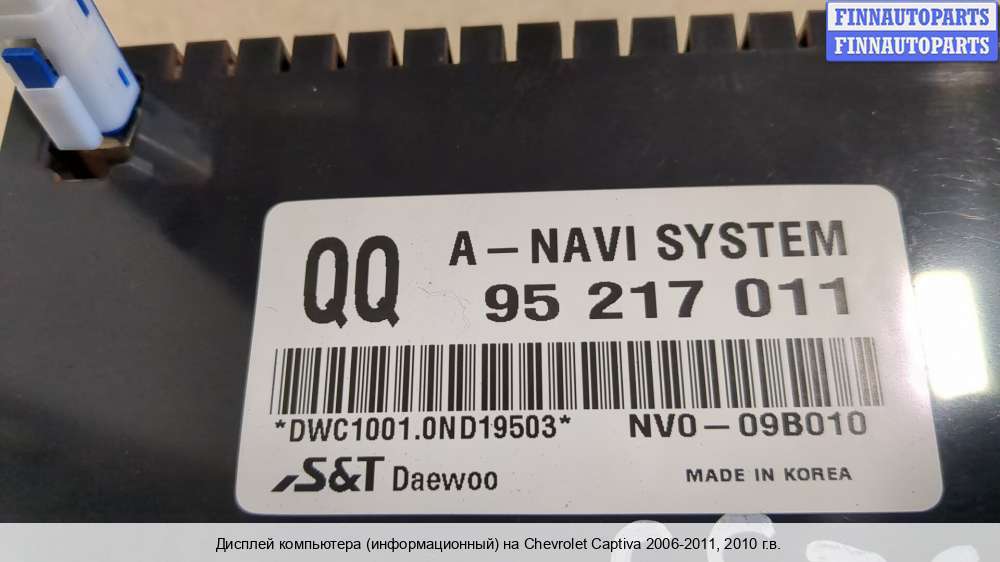 FINNAUTOPARTS
FINNAUTOPARTS
QQ A-NAVI SYSTEM
95 217 011
*DWC1001.0ND19503* NV0-09B010
S&T Daewoo MADE IN KOREA
Дисплей компьютера (информационный) на Chevrolet Captiva 2006-2011, 2010 г.в.